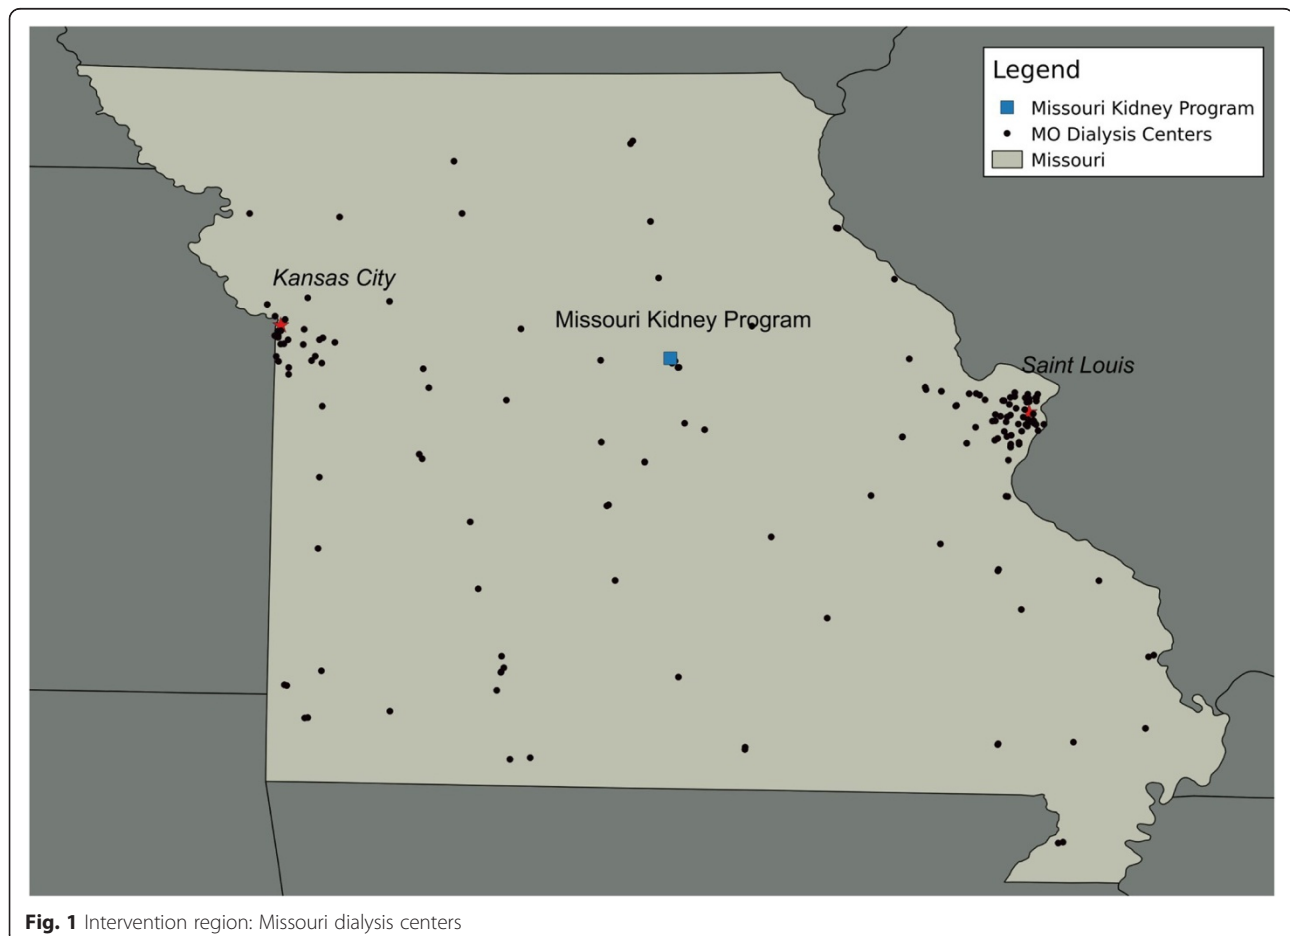 Legend
Missouri Kidney Program
MO Dialysis Centers
Missouri
Kansas City
Missouri Kidney Program
Saint Louis
Fig. 1 Intervention region: Missouri dialysis centers